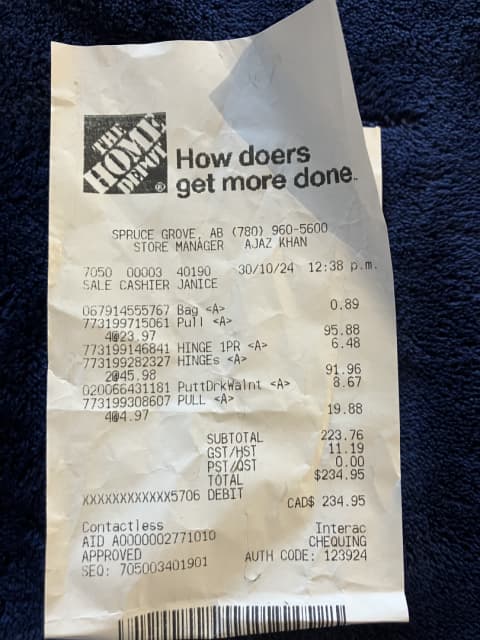 THE
HOME
DEPOT
®
How doers
get more done.™
SPRUCE GROVE, AB (780) 960-5600
STORE MANAGER AJAZ KHAN
7050 00003 40190 30/10/24 12:38 p.m.
SALE CASHIER JANICE
067914555767 Bag <A> 0.89
773199715061 Pull <A>
4@23.97 95.88
773199146841 HINGE 1PR <A> 6.48
773199282327 HINGEs <A>
2@45.98 91.96
020066431181 PuttDrkWalnt <A> 8.67
773199308607 PULL <A>
4@4.97 19.88
SUBTOTAL 223.76
GST/HST 11.19
PST/QST 0.00
TOTAL $234.95
XXXXXXXXXXXX5706 DEBIT
CAD$ 234.95
Contactless Interac
AID A0000002771010 CHEQUING
APPROVED AUTH CODE: 123924
SEQ: 705003401901